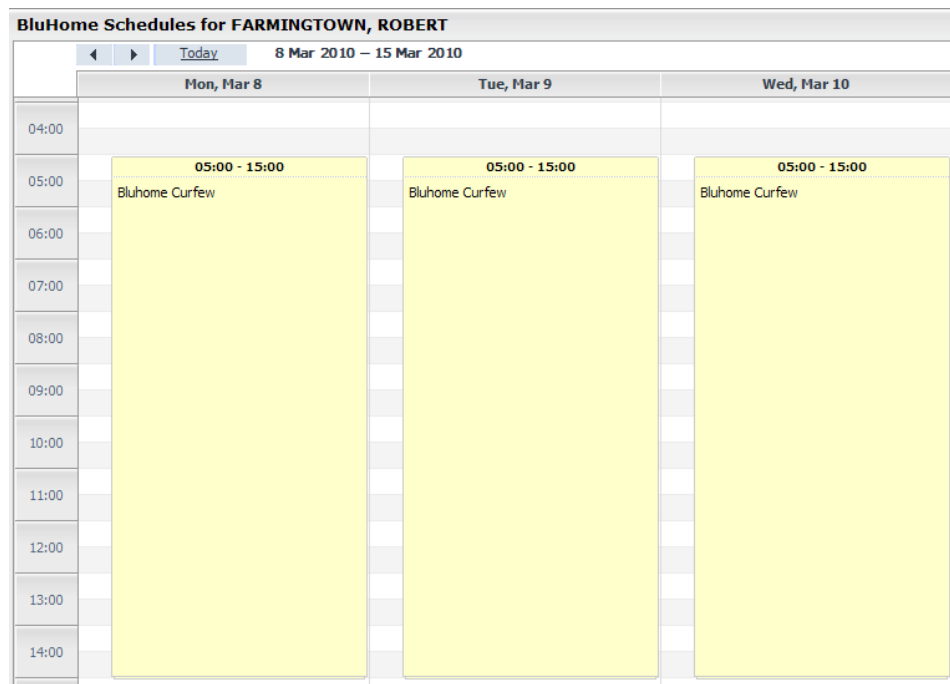 BluHome Schedules for FARMINGTOWN, ROBERT
Today 8 Mar 2010 – 15 Mar 2010
Mon, Mar 8 Tue, Mar 9 Wed, Mar 10
04:00
05:00 - 15:00 05:00 - 15:00 05:00 - 15:00
05:00
Bluhome Curfew Bluhome Curfew Bluhome Curfew
06:00
07:00
08:00
09:00
10:00
11:00
12:00
13:00
14:00